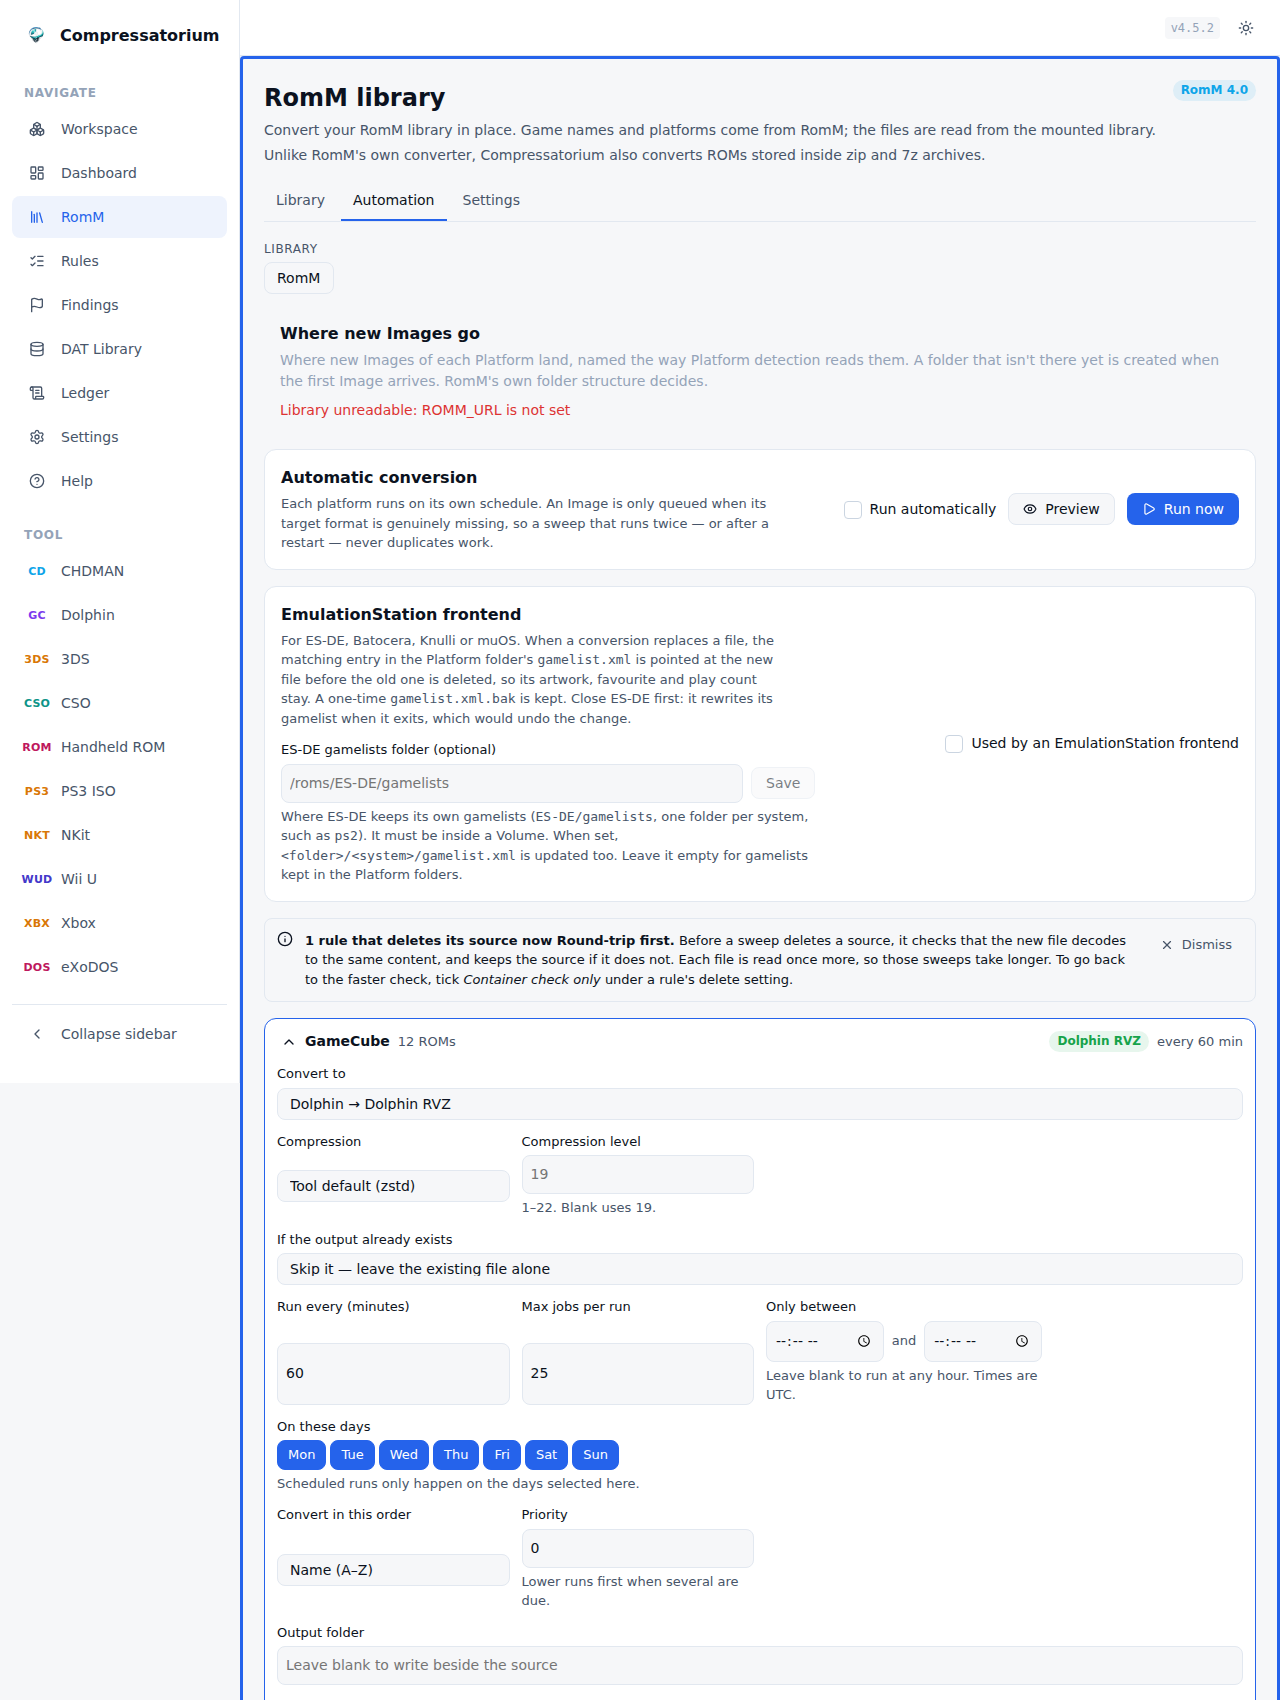 Compressatorium
v4.5.2
NAVIGATE
Workspace
Dashboard
RomM
Rules
Findings
DAT Library
Ledger
Settings
Help
TOOL
CD CHDMAN
GC Dolphin
3DS 3DS
CSO CSO
ROM Handheld ROM
PS3 PS3 ISO
NKT NKit
WUD Wii U
XBX Xbox
DOS eXoDOS
Collapse sidebar
RomM library
RomM 4.0
Convert your RomM library in place. Game names and platforms come from RomM; the files are read from the mounted library.
Unlike RomM's own converter, Compressatorium also converts ROMs stored inside zip and 7z archives.
Library Automation Settings
LIBRARY
RomM
Where new Images go
Where new Images of each Platform land, named the way Platform detection reads them. A folder that isn't there yet is created when
the first Image arrives. RomM's own folder structure decides.
Library unreadable: ROMM_URL is not set
Automatic conversion
Each platform runs on its own schedule. An Image is only queued when its
target format is genuinely missing, so a sweep that runs twice — or after a
restart — never duplicates work.
Run automatically Preview Run now
EmulationStation frontend
For ES-DE, Batocera, Knulli or muOS. When a conversion replaces a file, the
matching entry in the Platform folder's gamelist.xml is pointed at the new
file before the old one is deleted, so its artwork, favourite and play count
stay. A one-time gamelist.xml.bak is kept. Close ES-DE first: it rewrites its
gamelist when it exits, which would undo the change.
ES-DE gamelists folder (optional)
/roms/ES-DE/gamelists Save
Where ES-DE keeps its own gamelists (ES-DE/gamelists, one folder per system,
such as ps2). It must be inside a Volume. When set,
<folder>/<system>/gamelist.xml is updated too. Leave it empty for gamelists
kept in the Platform folders.
Used by an EmulationStation frontend
1 rule that deletes its source now Round-trip first. Before a sweep deletes a source, it checks that the new file decodes
to the same content, and keeps the source if it does not. Each file is read once more, so those sweeps take longer. To go back
to the faster check, tick Container check only under a rule's delete setting.
Dismiss
GameCube 12 ROMs
Dolphin RVZ every 60 min
Convert to
Dolphin → Dolphin RVZ
Compression Compression level
Tool default (zstd) 19
1–22. Blank uses 19.
If the output already exists
Skip it — leave the existing file alone
Run every (minutes) Max jobs per run Only between
60 25 --:-- -- and --:-- --
Leave blank to run at any hour. Times are
UTC.
On these days
Mon Tue Wed Thu Fri Sat Sun
Scheduled runs only happen on the days selected here.
Convert in this order Priority
Name (A–Z) 0
Lower runs first when several are
due.
Output folder
Leave blank to write beside the source